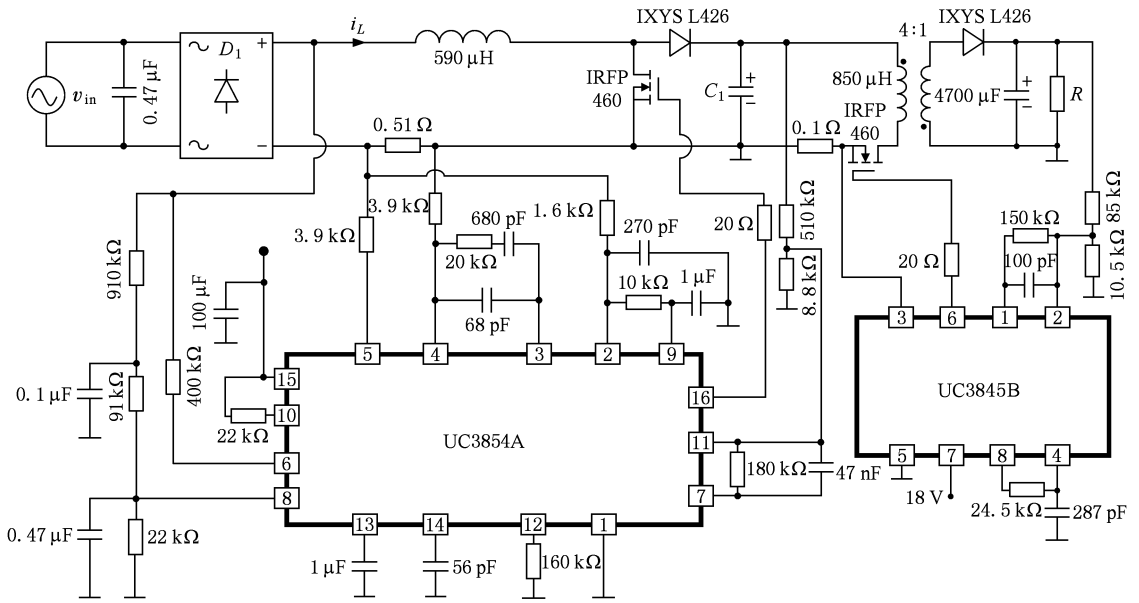 IXYS L426
IXYS L426
i_L
4:1
D_1
+
590 μH
v_in
0.47 μF
IRFP
460
C_1
+
−
850 μH
IRFP
460
4700 μF
+
−
R
−
0.51 Ω
0.1 Ω
3.9 kΩ
3.9 kΩ
680 pF
20 kΩ
68 pF
1.6 kΩ
270 pF
10 kΩ
1 μF
20 Ω
510 kΩ
8.8 kΩ
20 Ω
150 kΩ
100 pF
85 kΩ
10.5 kΩ
910 kΩ
100 μF
400 kΩ
0.1 μF
91 kΩ
22 kΩ
5
4
3
2
9
15
10
6
8
16
11
7
UC3854A
180 kΩ
47 nF
3
6
1
2
UC3845B
5
7
8
4
18 V
24.5 kΩ
287 pF
0.47 μF
22 kΩ
13
14
12
1
1 μF
56 pF
160 kΩ